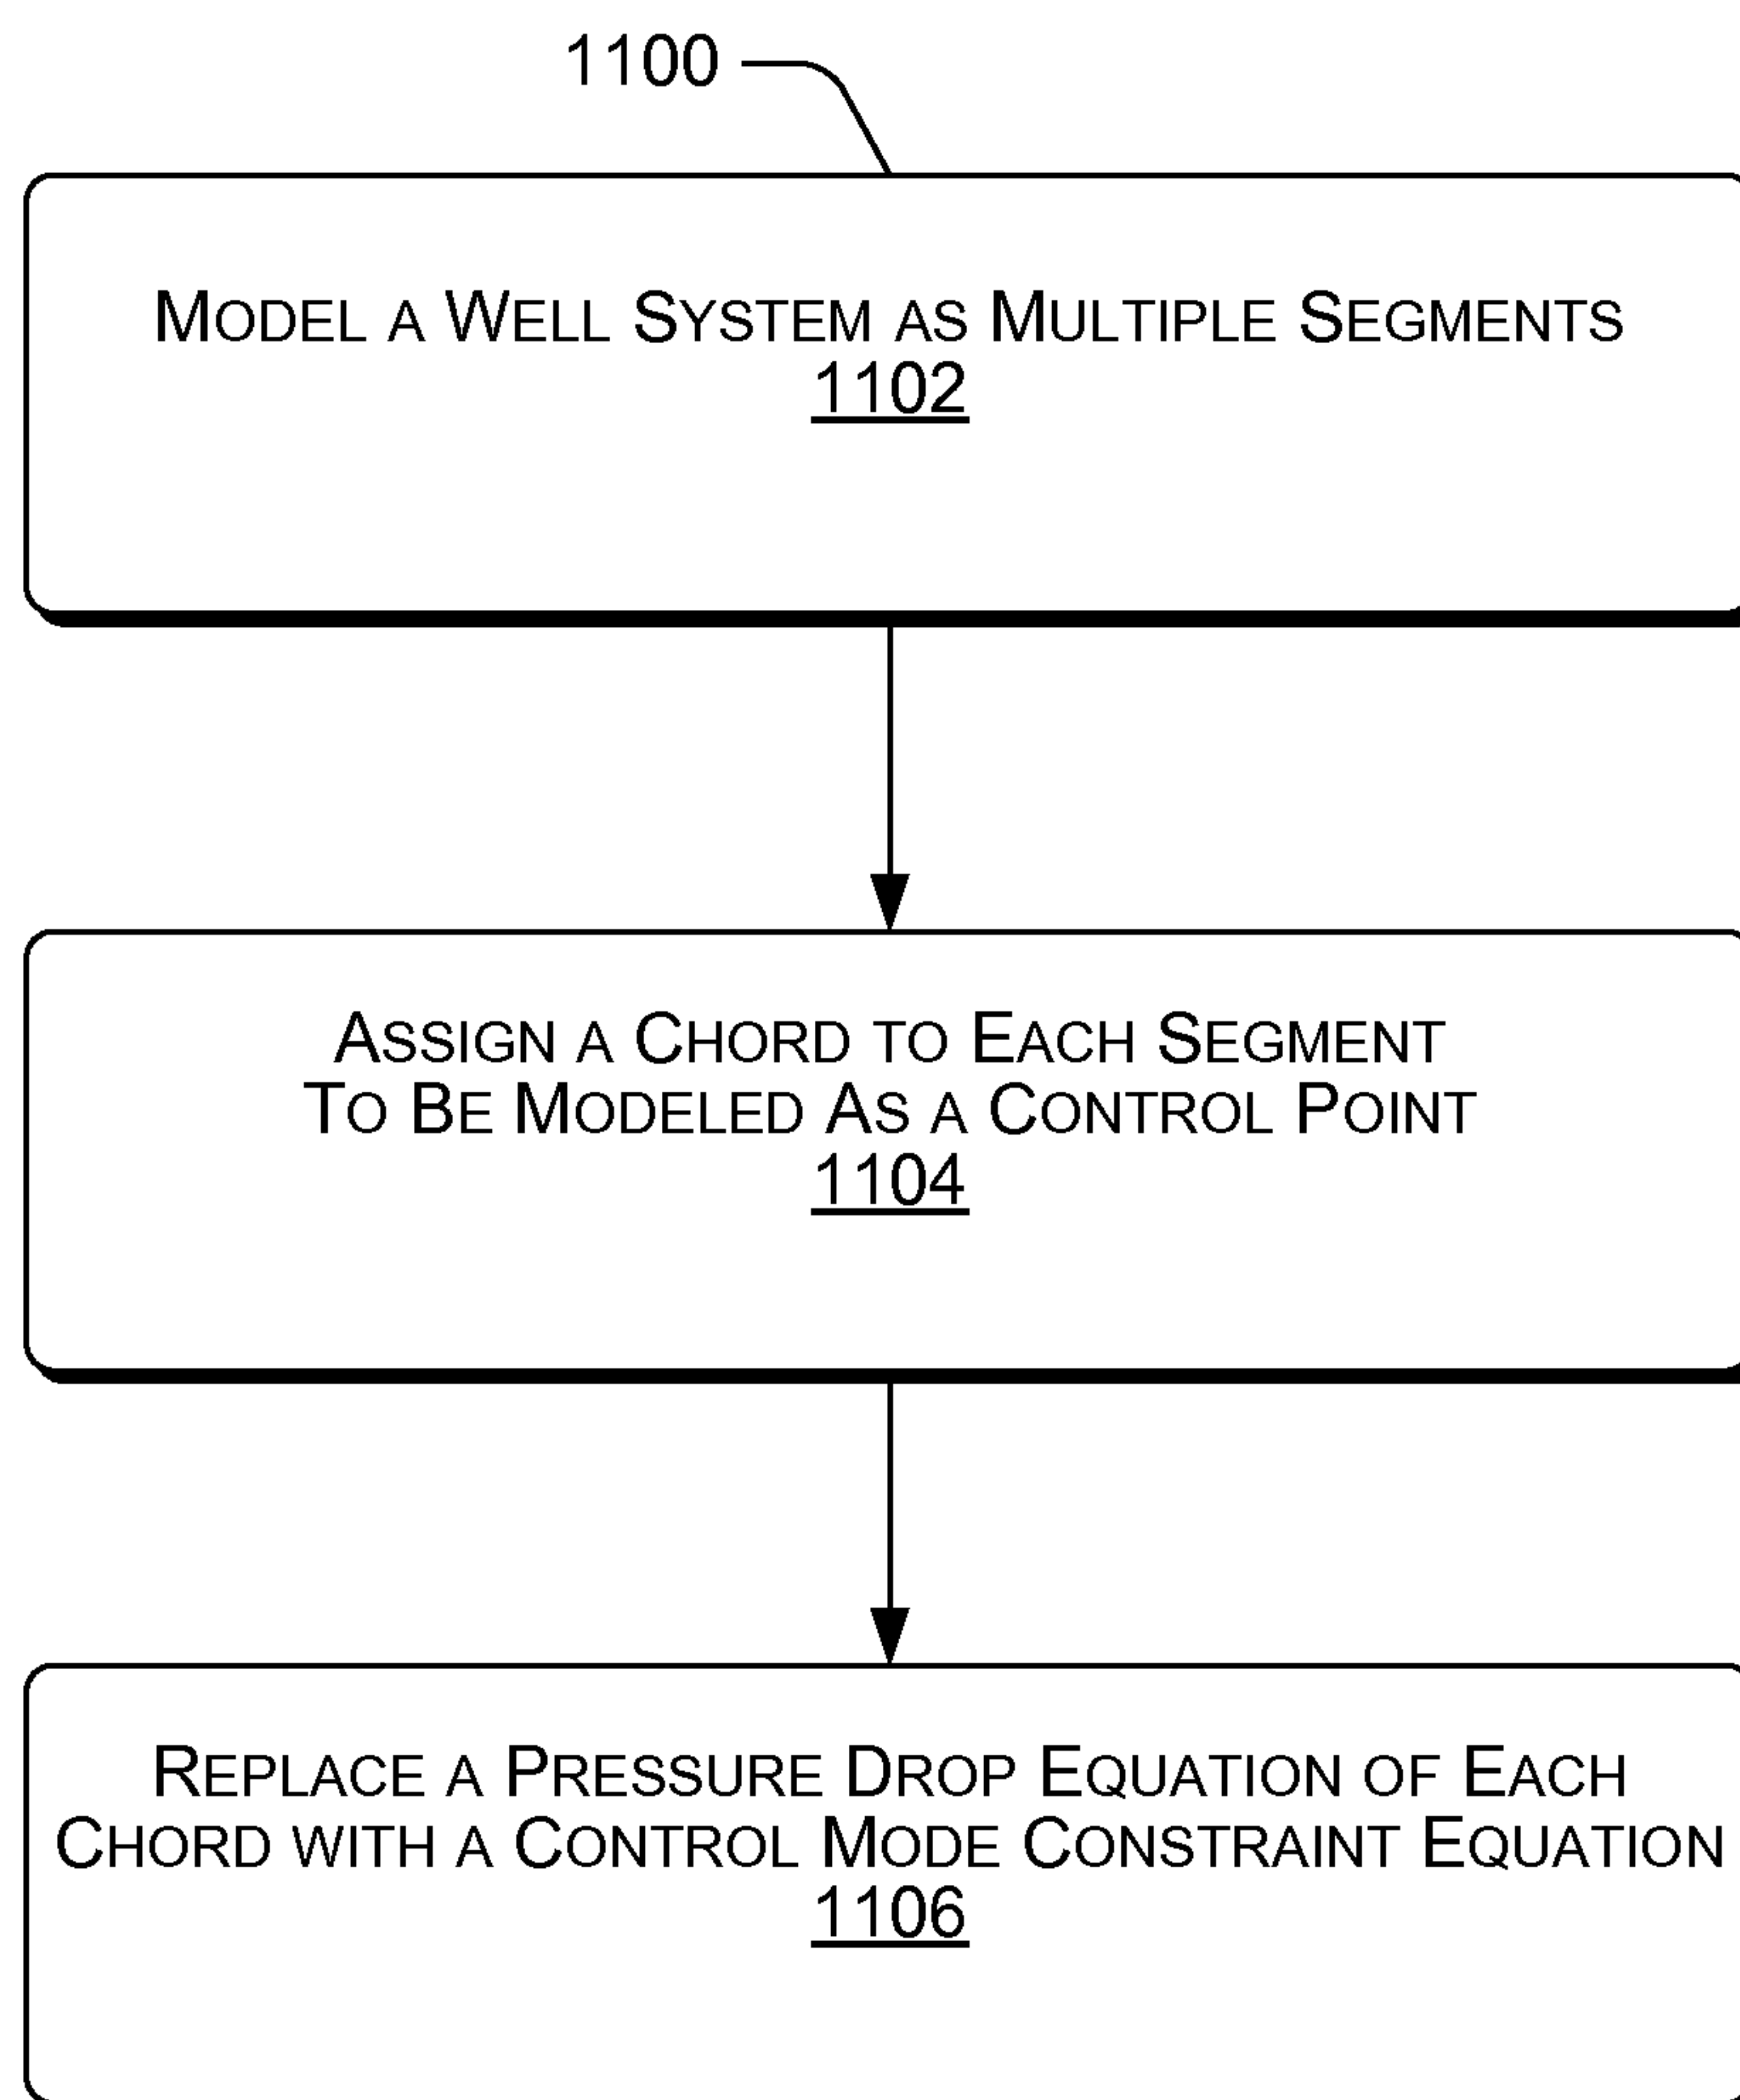 1100
Model a Well System as Multiple Segments
1102
Assign a Chord to Each Segment
To Be Modeled As a Control Point
1104
Replace a Pressure Drop Equation of Each
Chord with a Control Mode Constraint Equation
1106